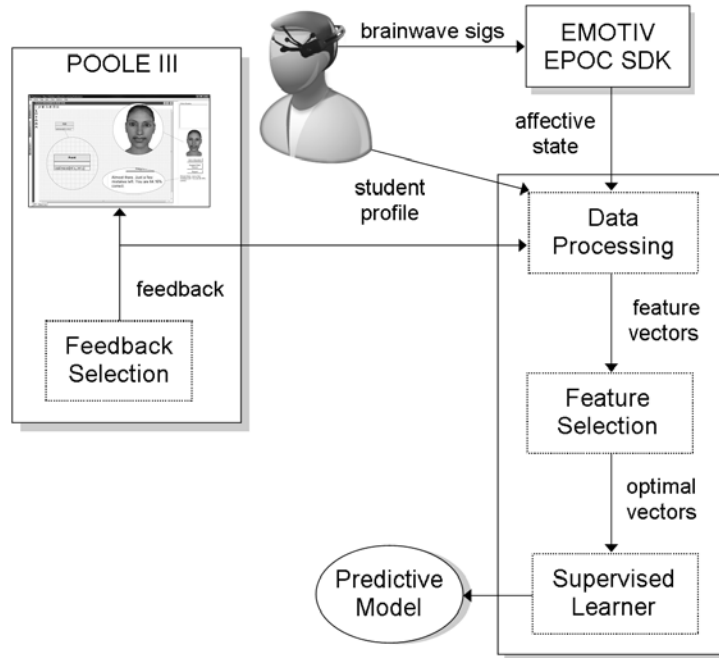 POOLE III
brainwave sigs
EMOTIV
EPOC SDK
affective
state
student
profile
Data
Processing
feedback
Feedback
Selection
feature
vectors
Feature
Selection
optimal
vectors
Predictive
Model
Supervised
Learner